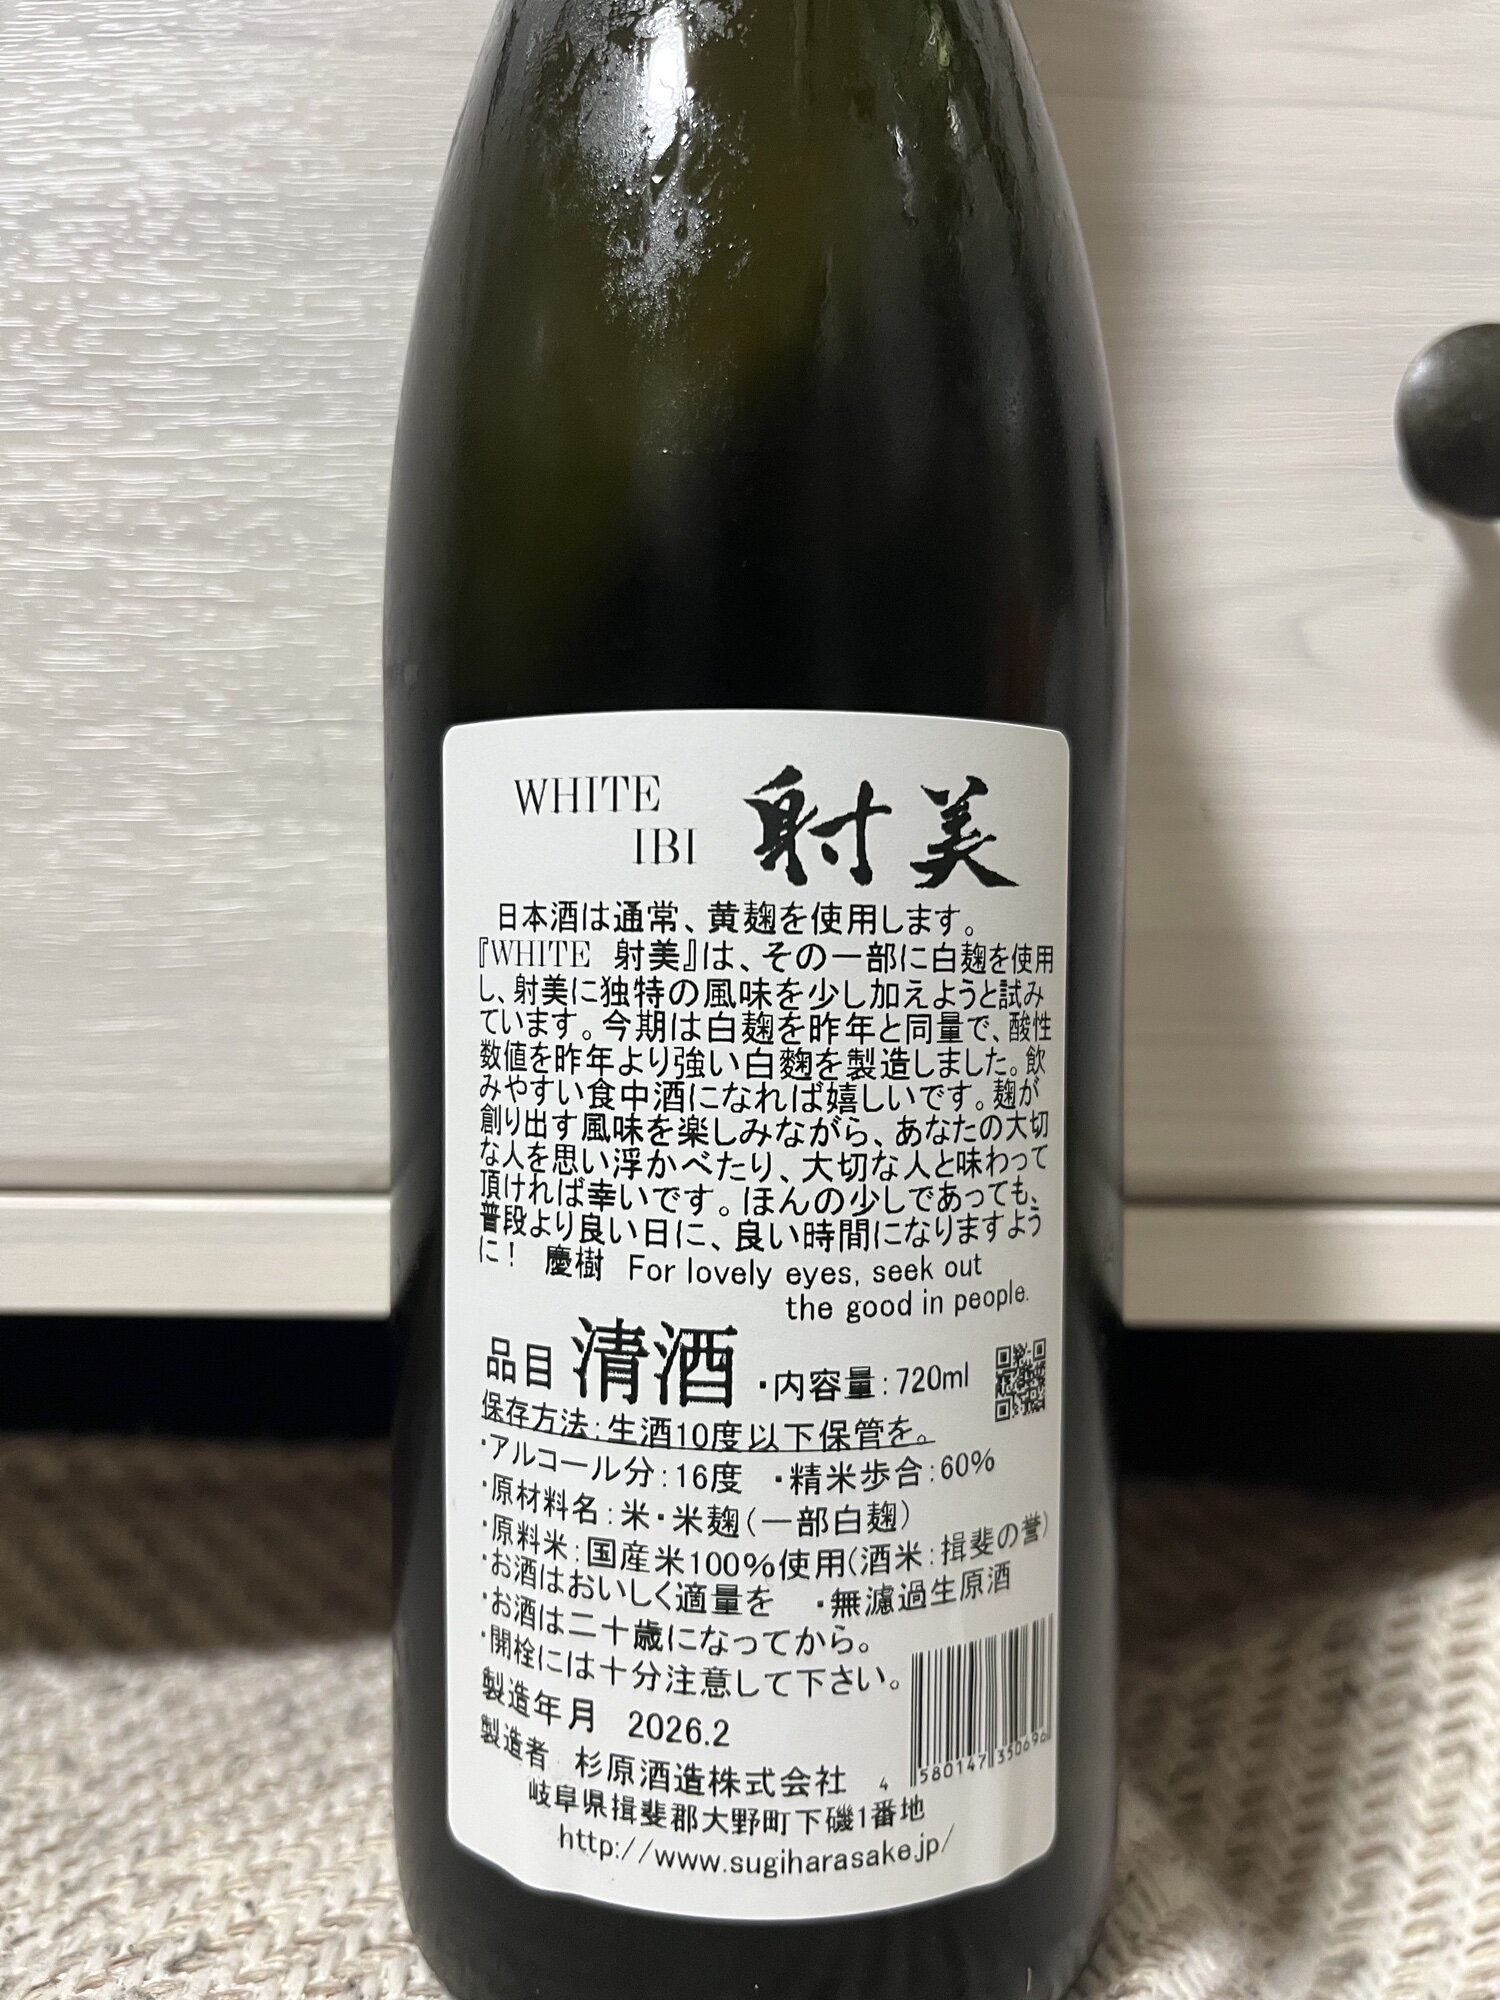 WHITE
IBI 射美
日本酒は通常、黄麹を使用します。
『WHITE 射美』は、その一部に白麹を使用
し、射美に独特の風味を少し加えようと試み
ています。今期は白麹を昨年と同量で、酸性
数値を昨年より強い白麴を製造しました。飲
みやすい食中酒になれば嬉しいです。麹が
創り出す風味を楽しみながら、あなたの大切
な人を思い浮かべたり、大切な人と味わって
頂ければ幸いです。ほんの少しであっても、
普段より良い日に、良い時間になりますよう
に！ 慶樹 For lovely eyes, seek out
the good in people.
品目 清酒 ・内容量：720ml
保存方法：生酒10度以下保管を。
・アルコール分：16度 ・精米歩合：60%
・原材料名：米・米麹（一部白麹）
・原料米：国産米100%使用（酒米：揖斐の誉）
・お酒はおいしく適量を ・無濾過生原酒
・お酒は二十歳になってから。
・開栓には十分注意して下さい。
製造年月 2026.2
製造者 杉原酒造株式会社
岐阜県揖斐郡大野町下磯1番地
http://www.sugiharasake.jp/
4 580147 350696